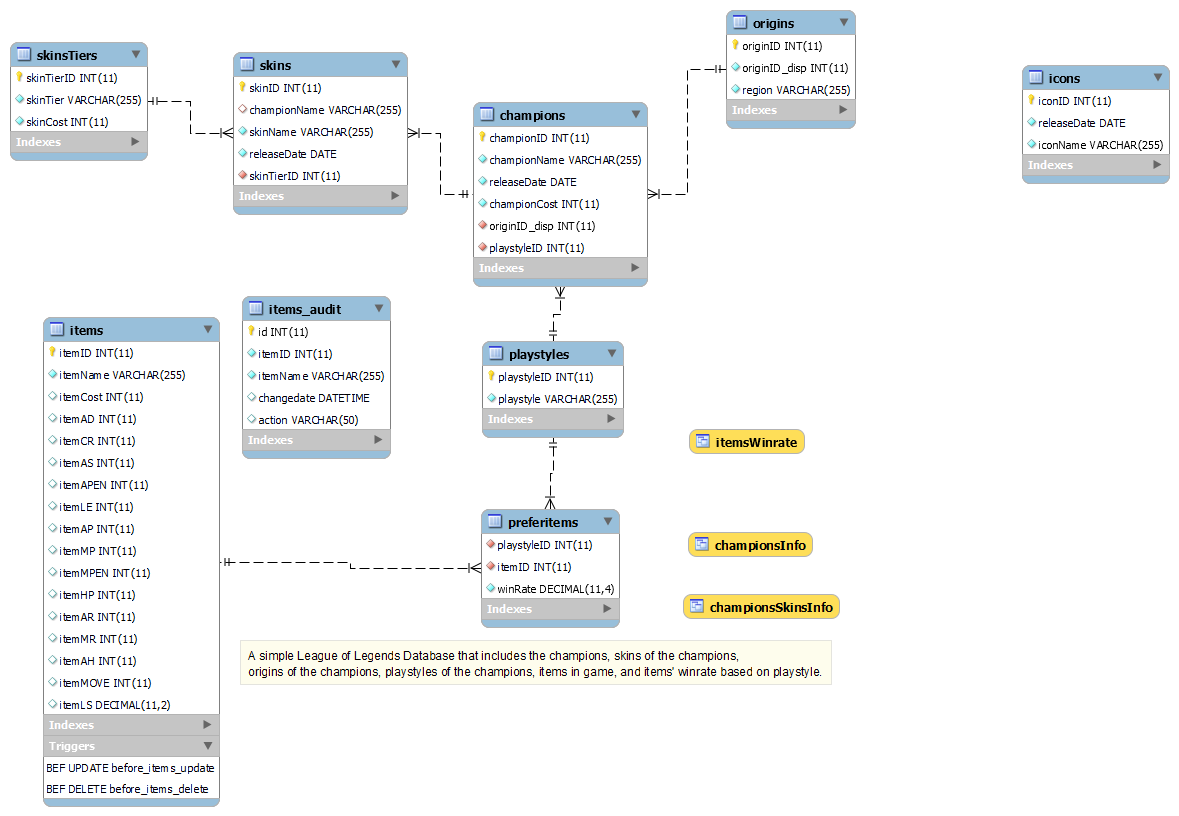 skinsTiers
skinTierID INT(11)
skinTier VARCHAR(255)
skinCost INT(11)
Indexes
skins
skinID INT(11)
championName VARCHAR(255)
skinName VARCHAR(255)
releaseDate DATE
skinTierID INT(11)
Indexes
champions
championID INT(11)
championName VARCHAR(255)
releaseDate DATE
championCost INT(11)
originID_disp INT(11)
playstyleID INT(11)
Indexes
origins
originID INT(11)
originID_disp INT(11)
region VARCHAR(255)
Indexes
icons
iconID INT(11)
releaseDate DATE
iconName VARCHAR(255)
Indexes
items
itemID INT(11)
itemName VARCHAR(255)
itemCost INT(11)
itemAD INT(11)
itemCR INT(11)
itemAS INT(11)
itemAPEN INT(11)
itemLE INT(11)
itemAP INT(11)
itemMP INT(11)
itemMPEN INT(11)
itemHP INT(11)
itemAR INT(11)
itemMR INT(11)
itemAH INT(11)
itemMOVE INT(11)
itemLS DECIMAL(11,2)
Indexes
Triggers
BEF UPDATE before_items_update
BEF DELETE before_items_delete
items_audit
id INT(11)
itemID INT(11)
itemName VARCHAR(255)
changedate DATETIME
action VARCHAR(50)
Indexes
playstyles
playstyleID INT(11)
playstyle VARCHAR(255)
Indexes
preferitems
playstyleID INT(11)
itemID INT(11)
winRate DECIMAL(11,4)
Indexes
itemsWinrate
championsInfo
championsSkinsInfo
A simple League of Legends Database that includes the champions, skins of the champions,
origins of the champions, playstyles of the champions, items in game, and items' winrate based on playstyle.